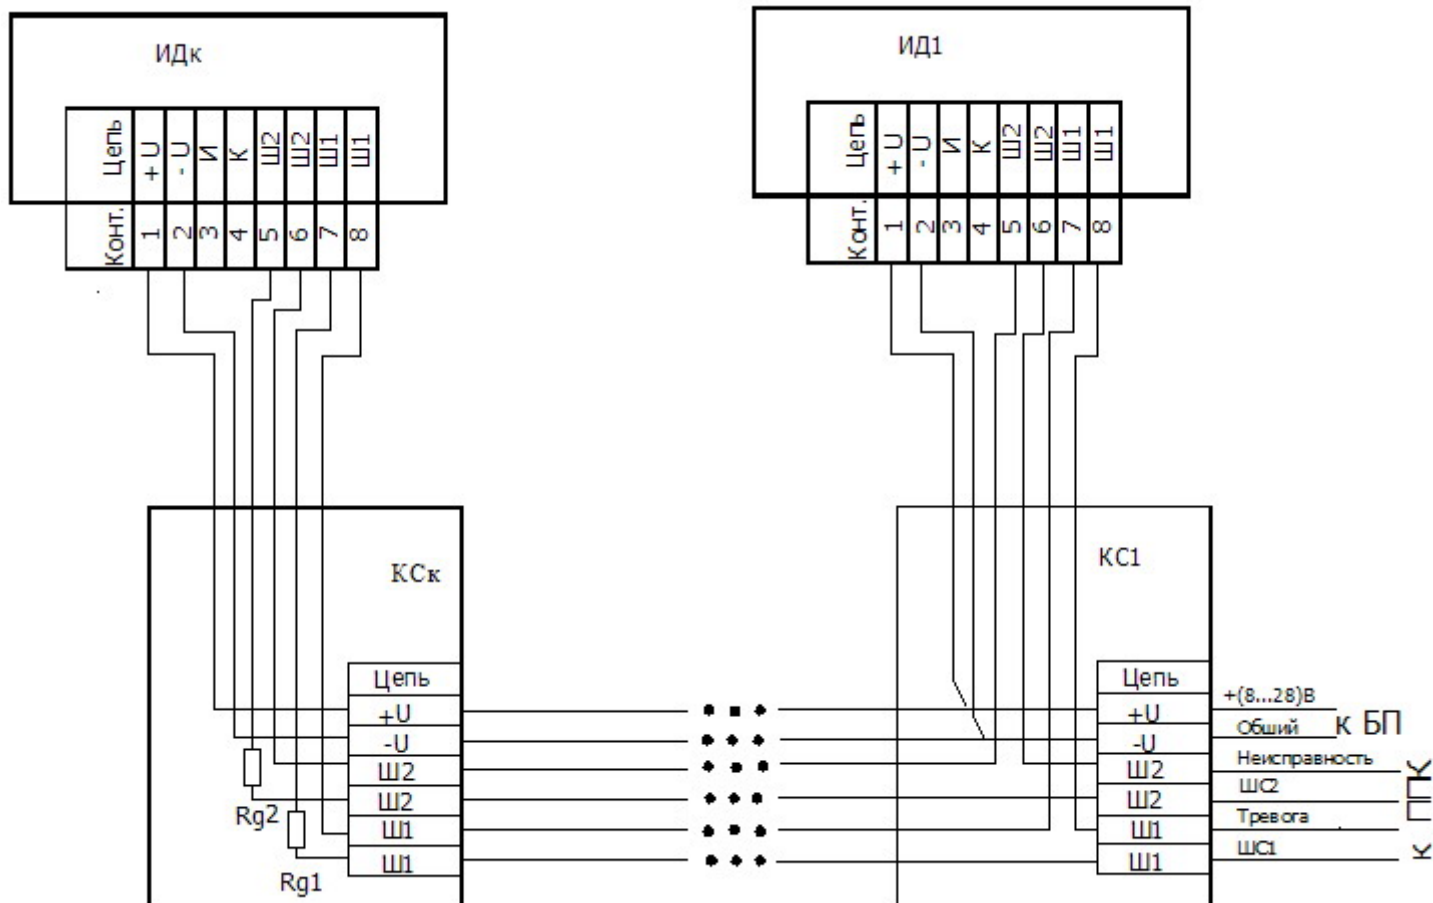 ИДк
Цепь +U -U И К Ш2 Ш2 Ш1 Ш1
Конт. 1 2 3 4 5 6 7 8
ИД1
Цепь +U -U И К Ш2 Ш2 Ш1 Ш1
Конт. 1 2 3 4 5 6 7 8
КСк
Цепь
+U
-U
Ш2
Ш2
Ш1
Ш1
Rg2
Rg1
КС1
Цепь
+U
-U
Ш2
Ш2
Ш1
Ш1
+(8...28)В
Обший
к БП
Неисправность
ШС2
Тревога
ШС1
к ППК